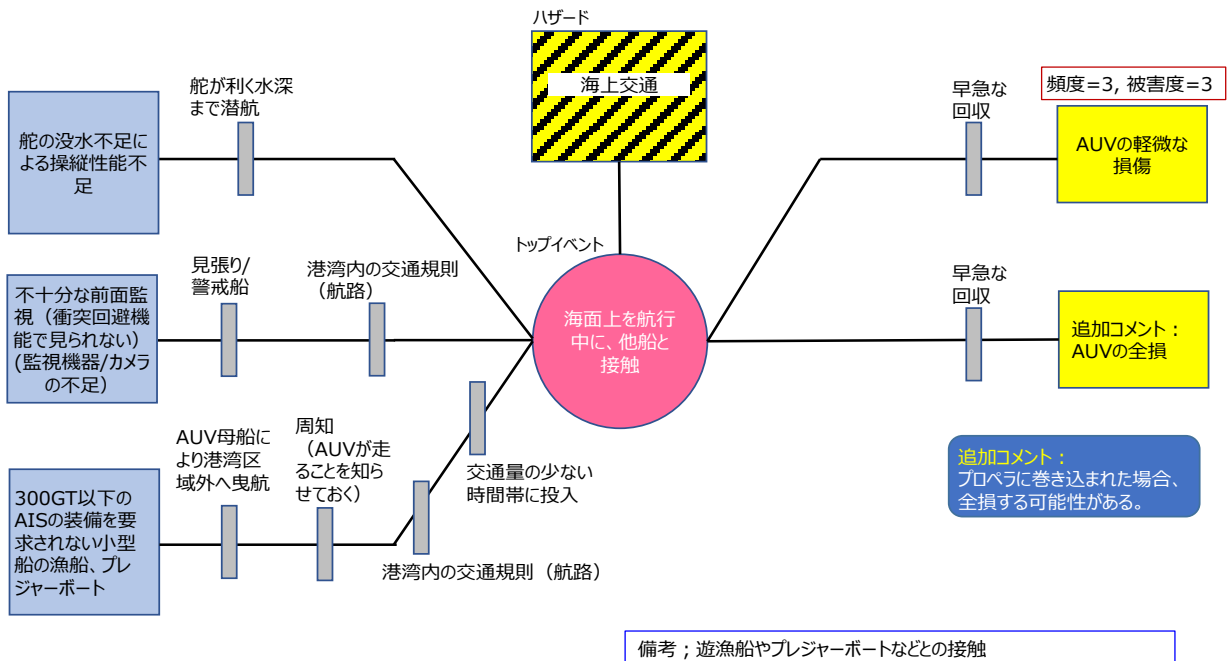 ハザード
海上交通
舵が利く水深
まで潜航
舵の没水不足に
よる操縦性能不
足
早急な
回収
頻度=3, 被害度=3
AUVの軽微な
損傷
トップイベント
海面上を航行
中に、他船と
接触
見張り/
警戒船
港湾内の交通規則
（航路）
不十分な前面監
視（衝突回避機
能で見られない）
(監視機器/カメラ
の不足）
早急な
回収
追加コメント：
AUVの全損
AUV母船に
より港湾区
域外へ曳航
周知
（AUVが走
ることを知ら
せておく）
交通量の少ない
時間帯に投入
港湾内の交通規則（航路）
300GT以下の
AISの装備を要
求されない小型
船の漁船、プレ
ジャーボート
追加コメント：
プロペラに巻き込まれた場合、
全損する可能性がある。
備考；遊漁船やプレジャーボートなどとの接触